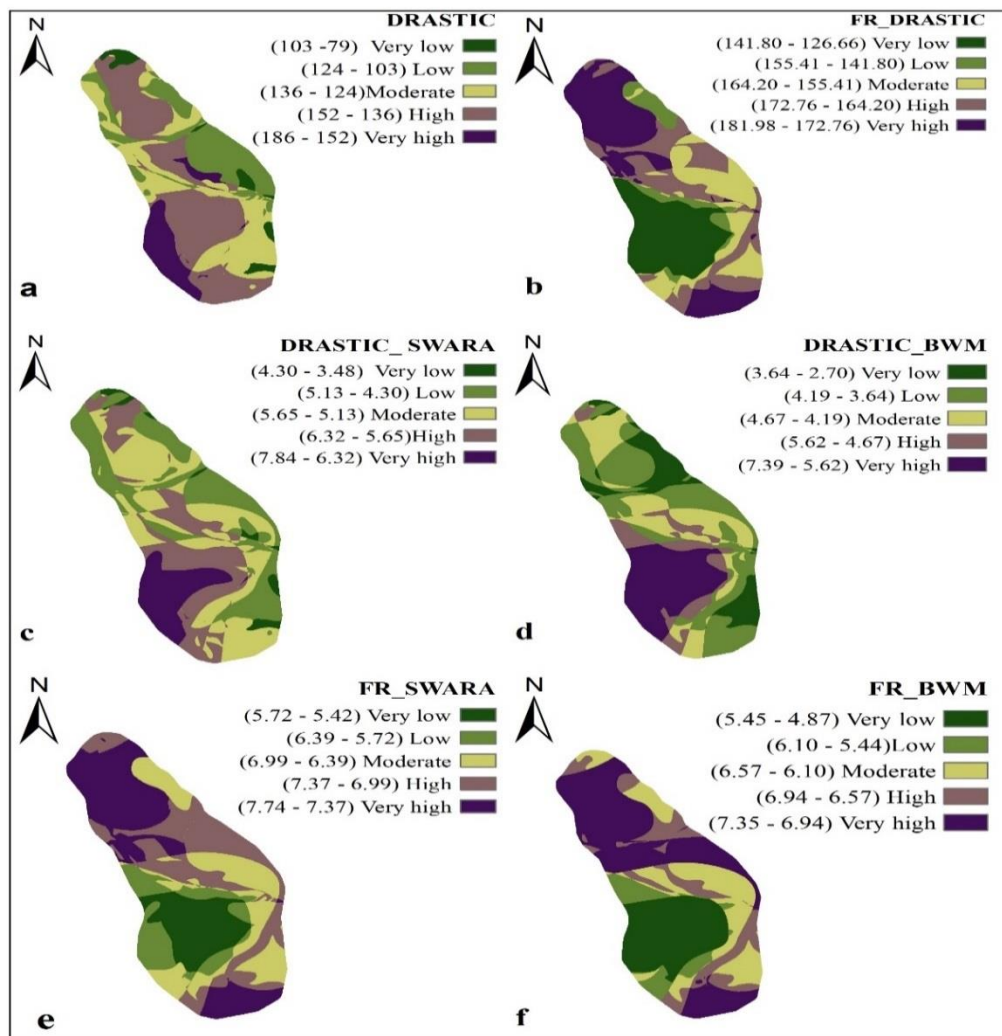 N
DRASTIC
(103 -79) Very low
(124 - 103) Low
(136 - 124)Moderate
(152 - 136) High
(186 - 152) Very high
a
N
FR_DRASTIC
(141.80 - 126.66) Very low
(155.41 - 141.80) Low
(164.20 - 155.41) Moderate
(172.76 - 164.20) High
(181.98 - 172.76) Very high
b
N
DRASTIC_ SWARA
(4.30 - 3.48) Very low
(5.13 - 4.30) Low
(5.65 - 5.13) Moderate
(6.32 - 5.65)High
(7.84 - 6.32) Very high
c
N
DRASTIC_BWM
(3.64 - 2.70) Very low
(4.19 - 3.64) Low
(4.67 - 4.19) Moderate
(5.62 - 4.67) High
(7.39 - 5.62) Very high
d
N
FR_SWARA
(5.72 - 5.42) Very low
(6.39 - 5.72) Low
(6.99 - 6.39) Moderate
(7.37 - 6.99) High
(7.74 - 7.37) Very high
e
N
FR_BWM
(5.45 - 4.87) Very low
(6.10 - 5.44)Low
(6.57 - 6.10) Moderate
(6.94 - 6.57) High
(7.35 - 6.94) Very high
f